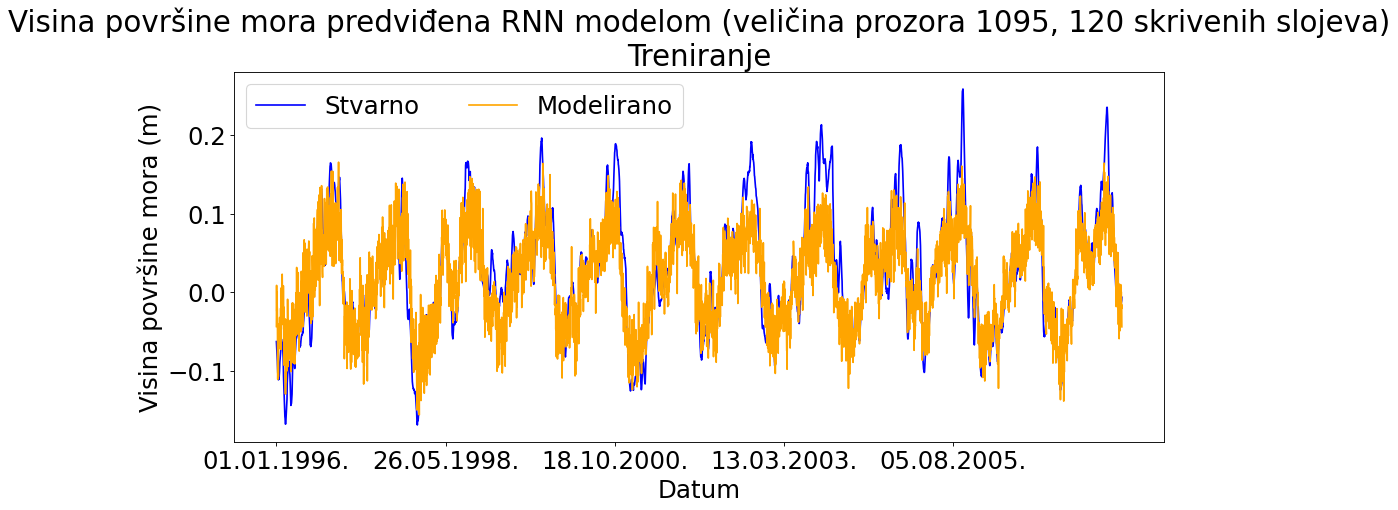 Visina površine mora predviđena RNN modelom (veličina prozora 1095, 120 skrivenih slojeva)
Treniranje
Stvarno
Modelirano
Visina površine mora (m)
0.2
0.1
0.0
−0.1
01.01.1996.
26.05.1998.
18.10.2000.
13.03.2003.
05.08.2005.
Datum